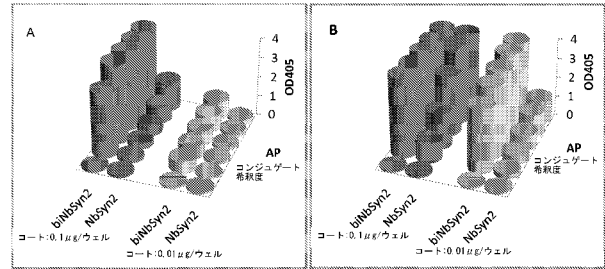 A
4
3
2
1
0
OD405
AP
コンジュゲート
希釈度
biNbSyn2
NbSyn2
biNbSyn2
NbSyn2
コート:0.1μg/ウェル
コート:0.01μg/ウェル
B
4
3
2
1
0
OD405
AP
コンジュゲート
希釈度
biNbSyn2
NbSyn2
biNbSyn2
NbSyn2
コート:0.1μg/ウェル
コート:0.01μg/ウェル